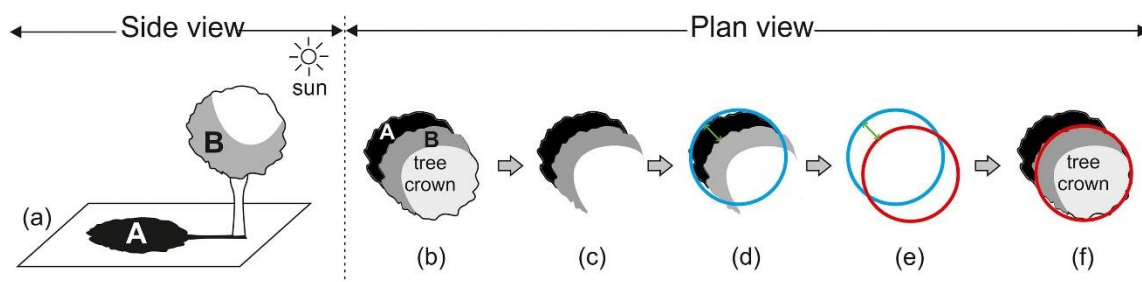 Side view
Plan view
sun
B
A
(a)
A
B
tree
crown
tree
crown
(b)
(c)
(d)
(e)
(f)